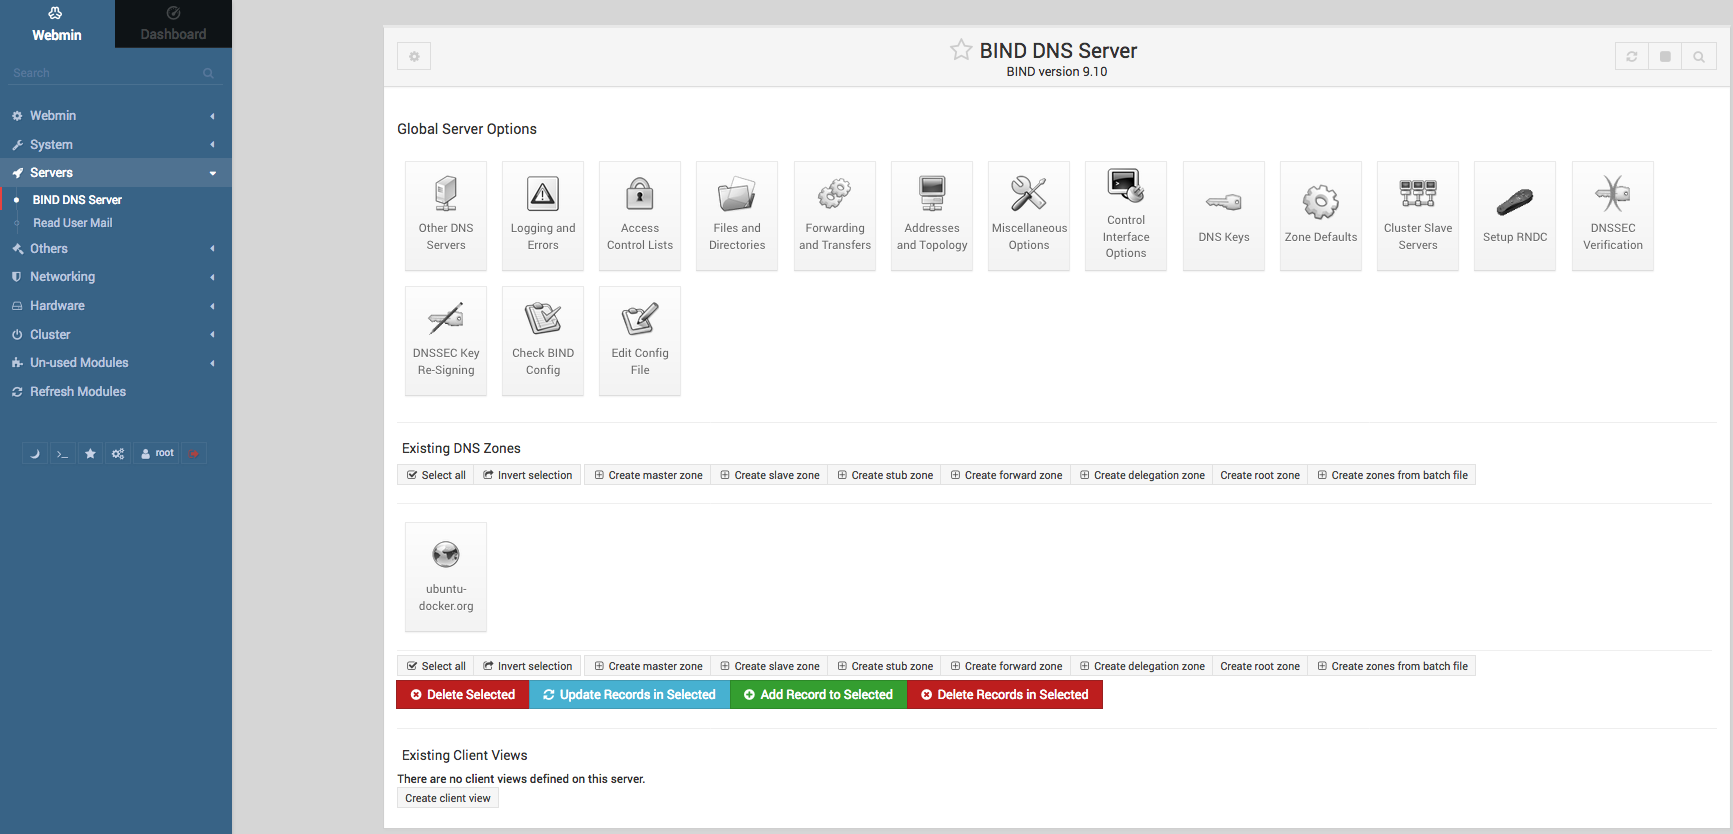 Webmin
Dashboard
Search
Webmin
System
Servers
BIND DNS Server
Read User Mail
Others
Networking
Hardware
Cluster
Un-used Modules
Refresh Modules
>_
root
BIND DNS Server
BIND version 9.10
Global Server Options
Other DNS
Servers
Logging and
Errors
Access
Control Lists
Files and
Directories
Forwarding
and Transfers
Addresses
and Topology
Miscellaneous
Options
Control
Interface
Options
DNS Keys
Zone Defaults
Cluster Slave
Servers
Setup RNDC
DNSSEC
Verification
DNSSEC Key
Re-Signing
Check BIND
Config
Edit Config
File
Existing DNS Zones
Select all Invert selection Create master zone Create slave zone Create stub zone Create forward zone Create delegation zone Create root zone Create zones from batch file
ubuntu-
docker.org
Select all Invert selection Create master zone Create slave zone Create stub zone Create forward zone Create delegation zone Create root zone Create zones from batch file
Delete Selected Update Records in Selected Add Record to Selected Delete Records in Selected
Existing Client Views
There are no client views defined on this server.
Create client view